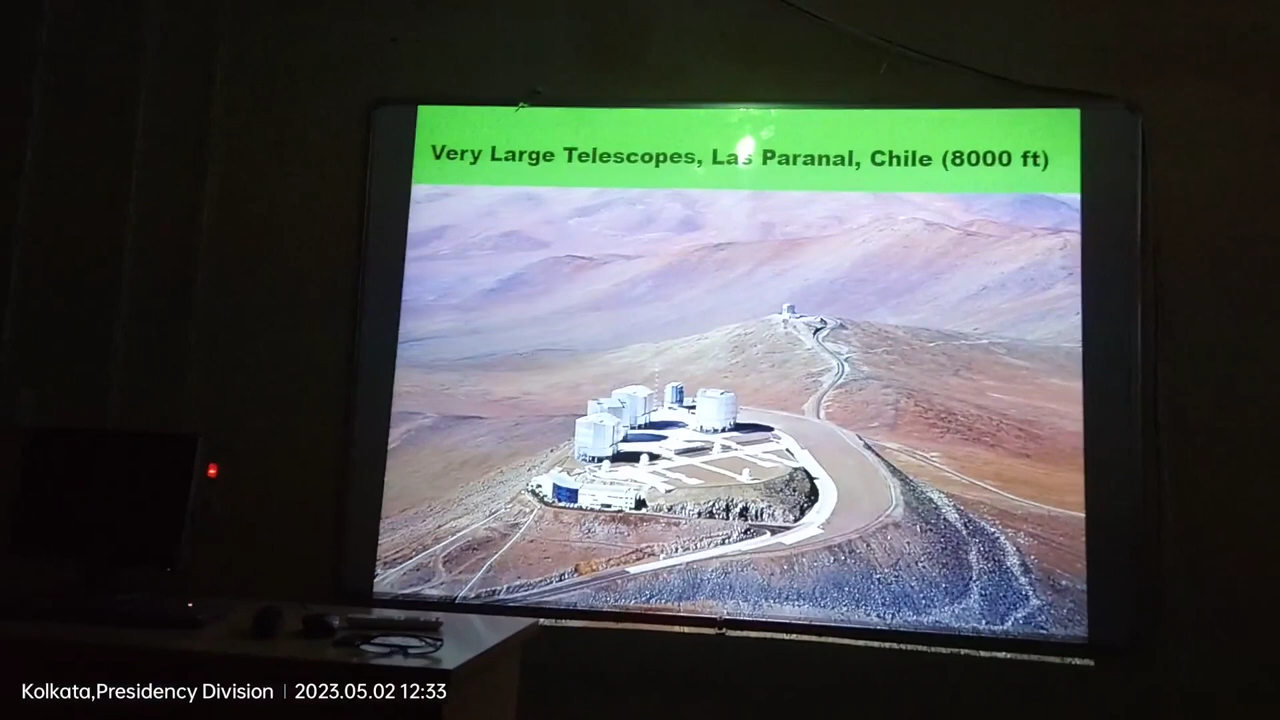 Very Large Telescopes, Las Paranal, Chile (8000 ft)
Kolkata,Presidency Division | 2023.05.02 12:33